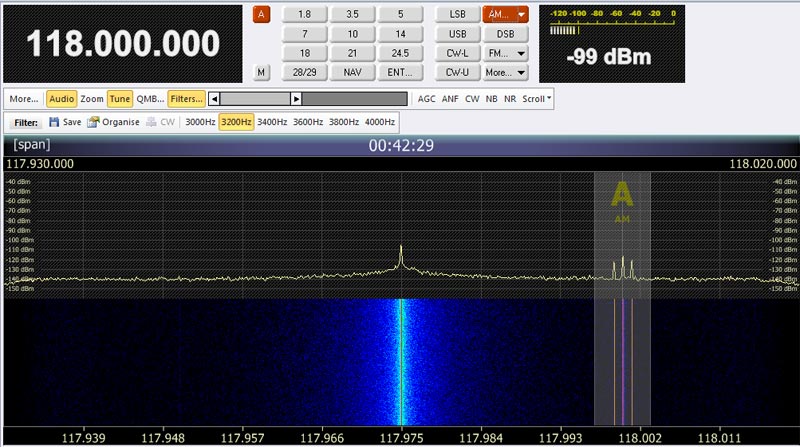 118.000.000
A 1.8 3.5 5 LSB AM... DSB
7 10 14 USB
18 21 24.5 CW-L FM...
M 28/29 NAV ENT... CW-U More...
-120 -100 -80 -60 -40 -20 0
-99 dBm
More... Audio Zoom Tune QMB... Filters... AGC ANF CW NB NR Scroll
Filter: Save Organise CW 3000Hz 3200Hz 3400Hz 3600Hz 3800Hz 4000Hz
[span] 00:42:29
117.930.000 118.020.000
-40 dBm -40 dBm
-50 dBm -50 dBm
-60 dBm A -60 dBm
-70 dBm -70 dBm
-80 dBm AM -80 dBm
-90 dBm -90 dBm
-100 dBm -100 dBm
-110 dBm -110 dBm
-120 dBm -120 dBm
-130 dBm -130 dBm
-140 dBm -140 dBm
-150 dBm -150 dBm
117.939 117.948 117.957 117.966 117.975 117.984 117.993 118.002 118.011